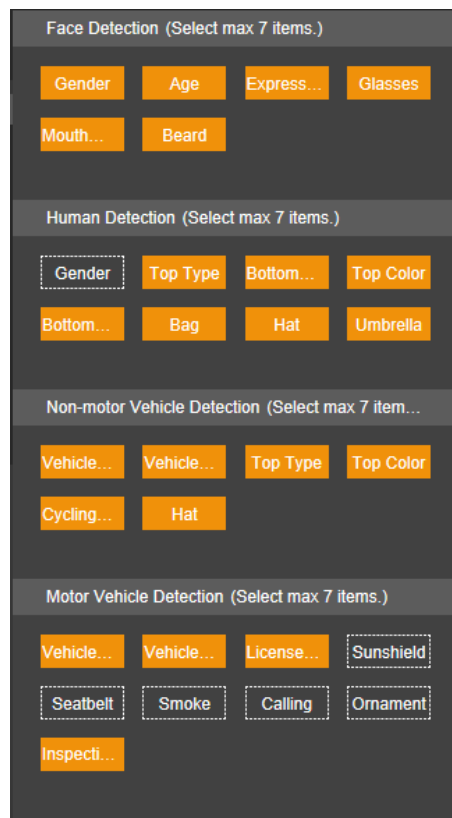 Face Detection (Select max 7 items.)
Gender Age Express... Glasses
Mouth... Beard
Human Detection (Select max 7 items.)
Gender Top Type Bottom... Top Color
Bottom... Bag Hat Umbrella
Non-motor Vehicle Detection (Select max 7 item...
Vehicle... Vehicle... Top Type Top Color
Cycling... Hat
Motor Vehicle Detection (Select max 7 items.)
Vehicle... Vehicle... License... Sunshield
Seatbelt Smoke Calling Ornament
Inspecti...